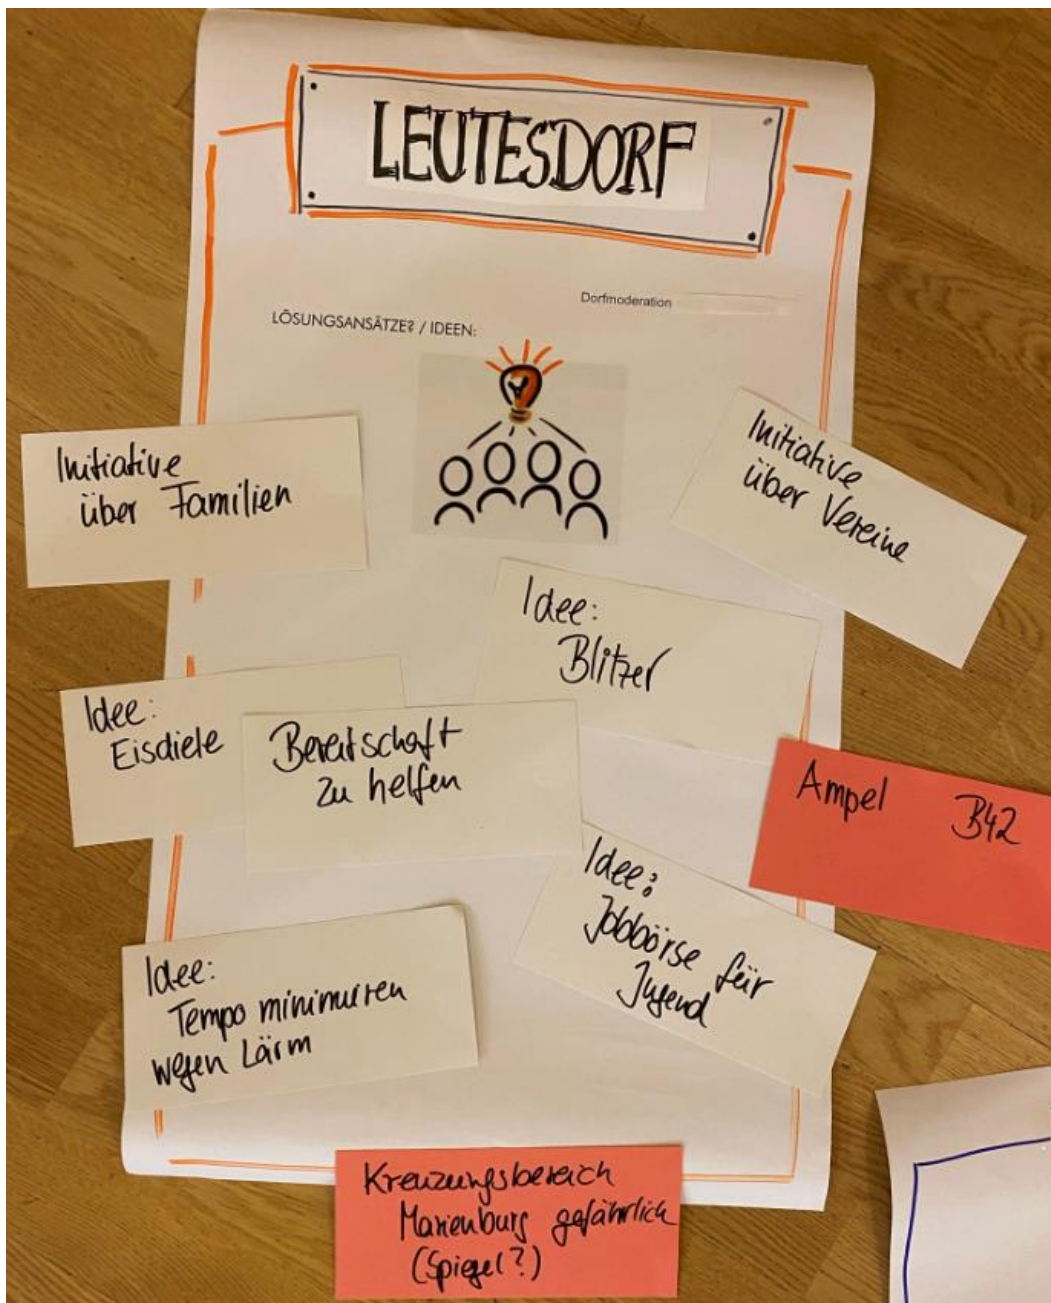 LEUTESDORF
Dorfmoderation
LÖSUNGSANSÄTZE? / IDEEN:
Initiative
über Familien
Initiative
über Vereine
Idee:
Blitzer
Idee:
Eisdiele
Bereitschaft
zu helfen
Ampel B42
Idee:
Jobbörse für
Jugend
Idee:
Tempo minimieren
wegen Lärm
Kreuzungsbereich
Marienburg gefährlich
(Spiegel?)